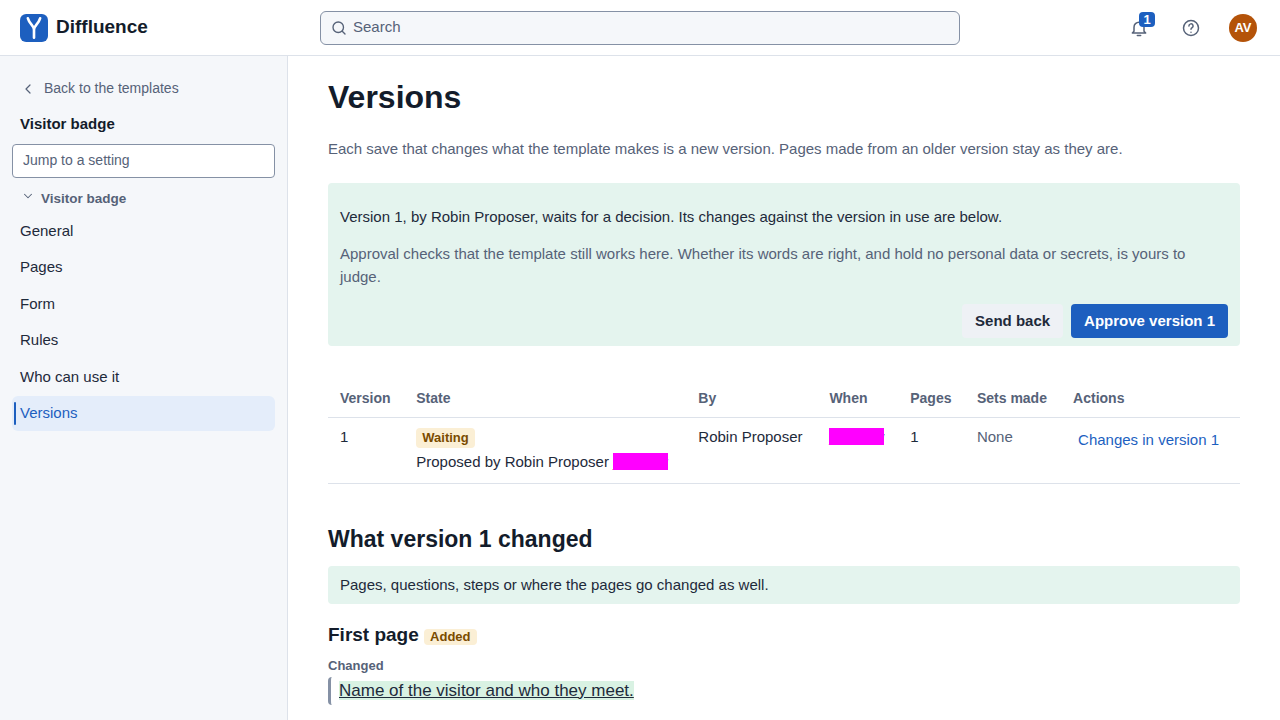 Diffluence
Search
1
AV
Back to the templates
Visitor badge
Jump to a setting
Visitor badge
General
Pages
Form
Rules
Who can use it
Versions
Versions
Each save that changes what the template makes is a new version. Pages made from an older version stay as they are.
Version 1, by Robin Proposer, waits for a decision. Its changes against the version in use are below.
Approval checks that the template still works here. Whether its words are right, and hold no personal data or secrets, is yours to
judge.
Send back
Approve version 1
Version State By When Pages Sets made Actions
1 Waiting Robin Proposer 1 None Changes in version 1
Proposed by Robin Proposer
What version 1 changed
Pages, questions, steps or where the pages go changed as well.
First page Added
Changed
Name of the visitor and who they meet.